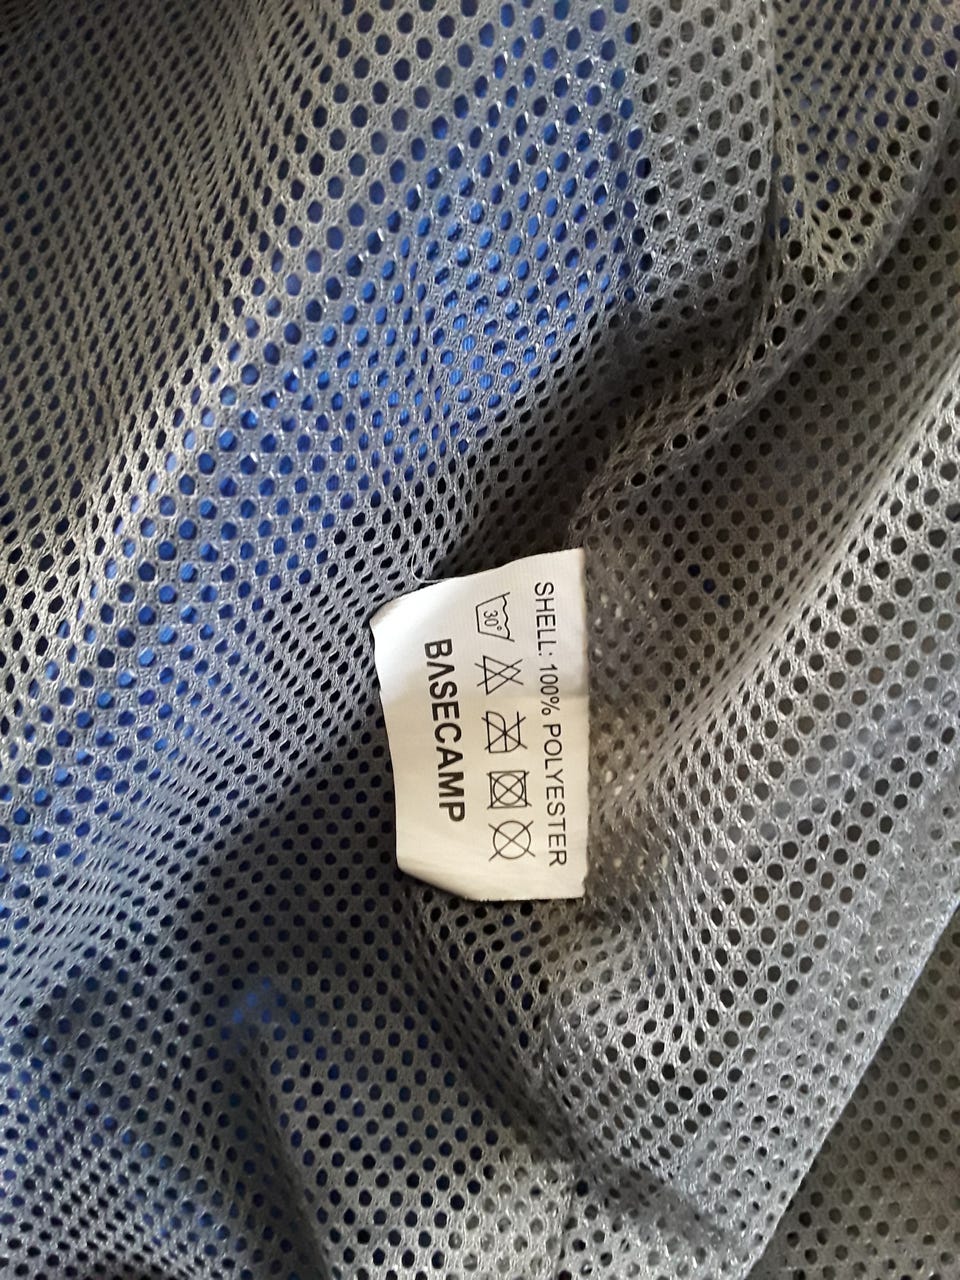 SHELL: 100% POLYESTER
30°
BASECAMP